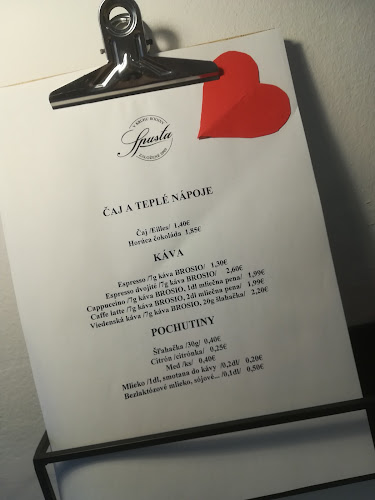 V KRUHU RODINY
Spusta
ČAJ A TEPLÉ NÁPOJE
Čaj /Eilles/ 1,40€
Horúca čokoláda 1,85€
KÁVA
Espresso /7g káva BROSIO/ 1,30€
Espresso dvojité /7g káva BROSIO/ 2,60€
Cappuccino /7g káva BROSIO, 1dl mliečna pena/ 1,99€
Caffe latte /7g káva BROSIO, 2dl mliečna pena/ 1,99€
Viedenská káva /7g káva BROSIO, 20g šľahačka/ 2,20€
POCHUTINY
Šľahačka /30g/ 0,40€
Citrón /citrónka/ 0,25€
Med /ks/ 0,40€
Mlieko /1dl, smotana do kávy /0,2dl/ 0,20€
Bezlaktózové mlieko, sójové... /0,1dl/ 0,50€